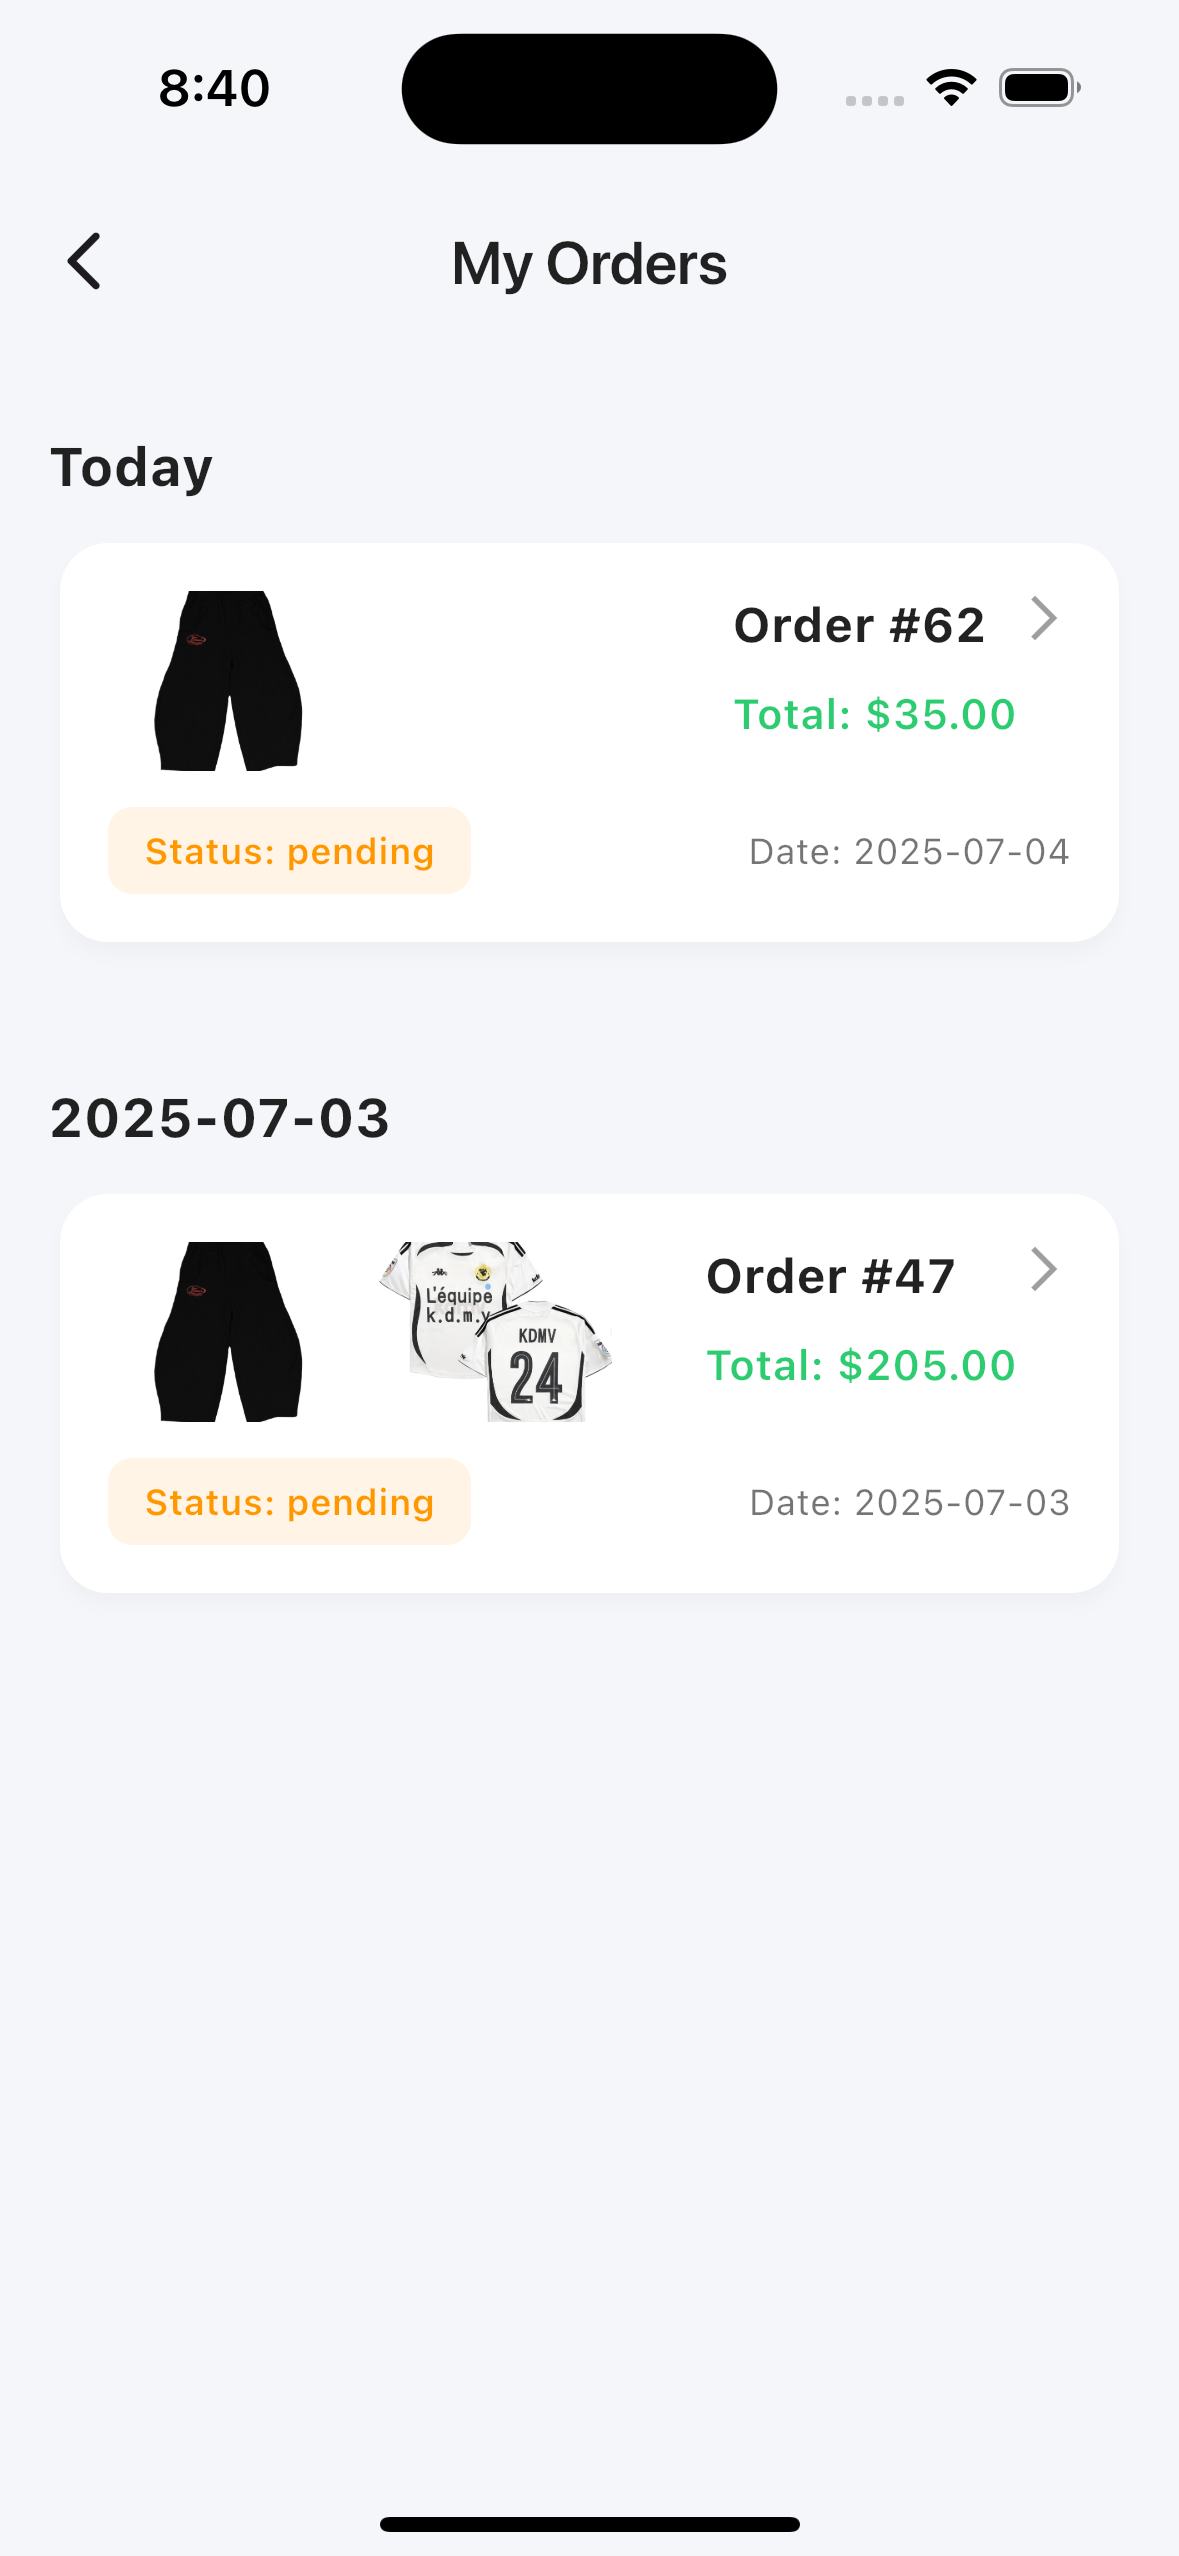 8:40
My Orders
Today
Order #62
Total: $35.00
Status: pending
Date: 2025-07-04
2025-07-03
L'équipe
k.d.m.y
KDMV
24
Order #47
Total: $205.00
Status: pending
Date: 2025-07-03